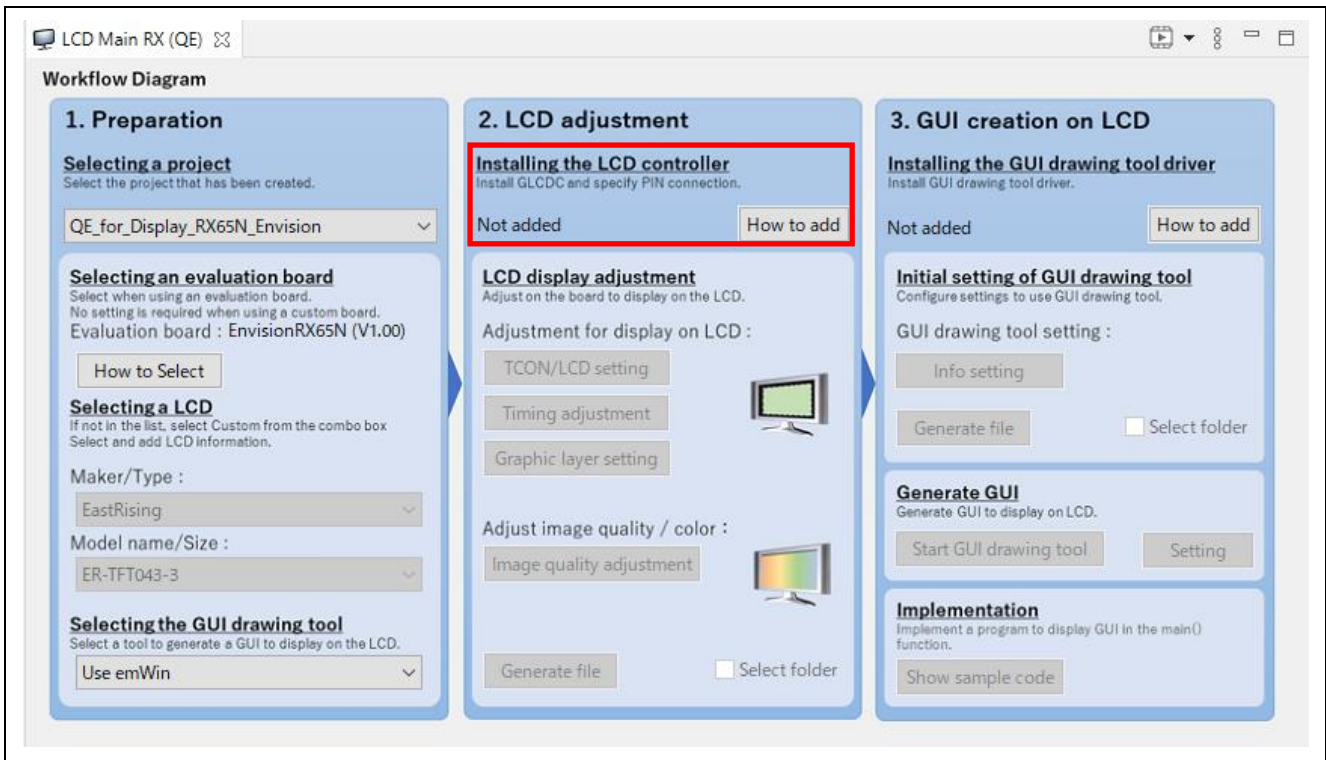 LCD Main RX (QE)
Workflow Diagram
1. Preparation
Selecting a project
Select the project that has been created.
QE_for_Display_RX65N_Envision
Selecting an evaluation board
Select when using an evaluation board.
No setting is required when using a custom board.
Evaluation board : EnvisionRX65N (V1.00)
How to Select
Selecting a LCD
If not in the list, select Custom from the combo box
Select and add LCD information.
Maker/Type :
EastRising
Model name/Size :
ER-TFT043-3
Selecting the GUI drawing tool
Select a tool to generate a GUI to display on the LCD.
Use emWin
2. LCD adjustment
Installing the LCD controller
Install GLCDC and specify PIN connection.
Not added
How to add
LCD display adjustment
Adjust on the board to display on the LCD.
Adjustment for display on LCD :
TCON/LCD setting
Timing adjustment
Graphic layer setting
Adjust image quality / color :
Image quality adjustment
Generate file
Select folder
3. GUI creation on LCD
Installing the GUI drawing tool driver
Install GUI drawing tool driver.
Not added
How to add
Initial setting of GUI drawing tool
Configure settings to use GUI drawing tool.
GUI drawing tool setting :
Info setting
Generate file
Select folder
Generate GUI
Generate GUI to display on LCD.
Start GUI drawing tool
Setting
Implementation
Implement a program to display GUI in the main()
function.
Show sample code